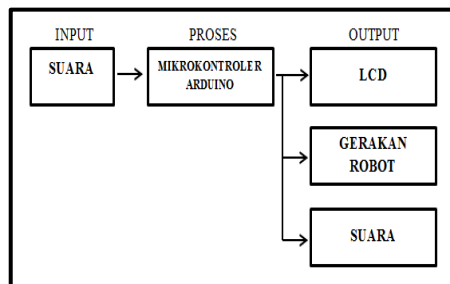 INPUT
PROSES
OUTPUT
SUARA
MIKROKONTROLER
ARDUINO
LCD
GERAKAN
ROBOT
SUARA